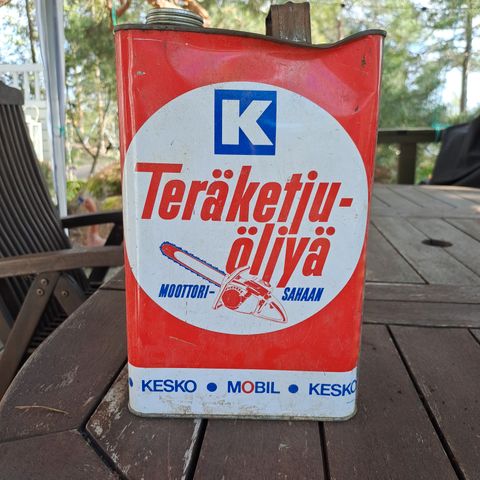 K
Teräketju-
öljyä
MOOTTORI- SAHAAN
• KESKO • MOBIL • KESKO